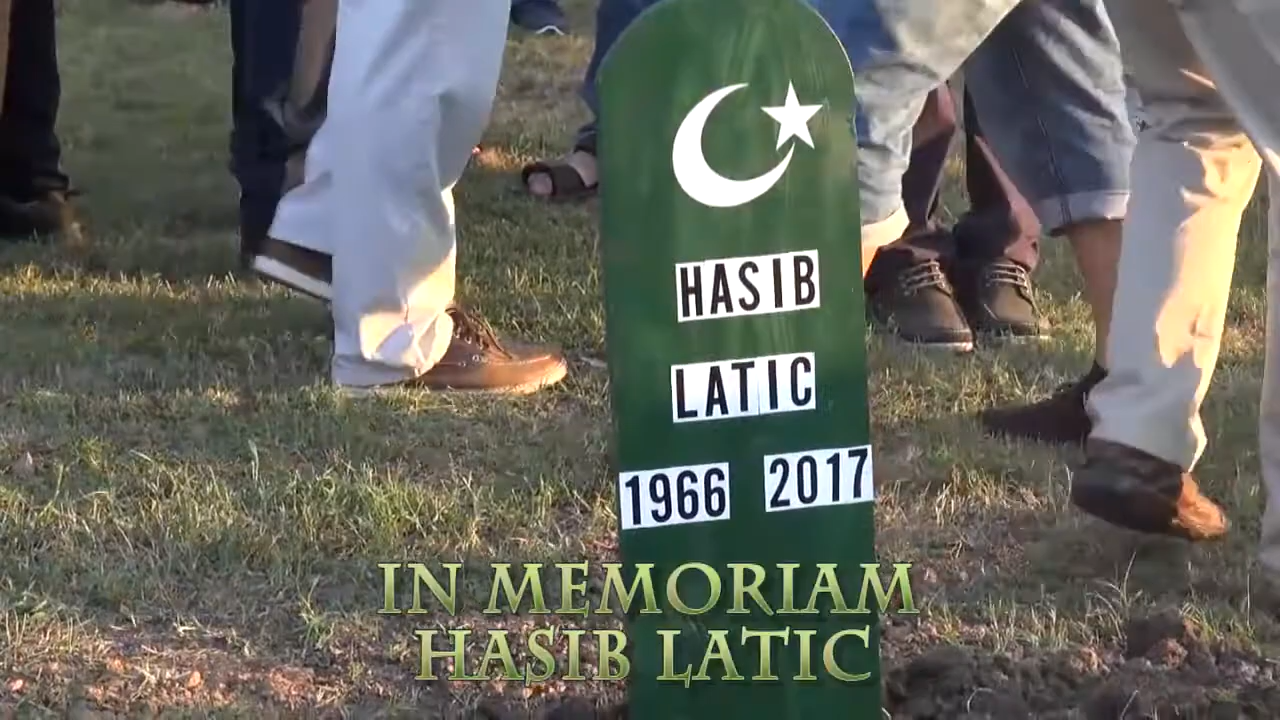 HASIB
LATIC
1966 2017
IN MEMORIAM
HASIB LATIC